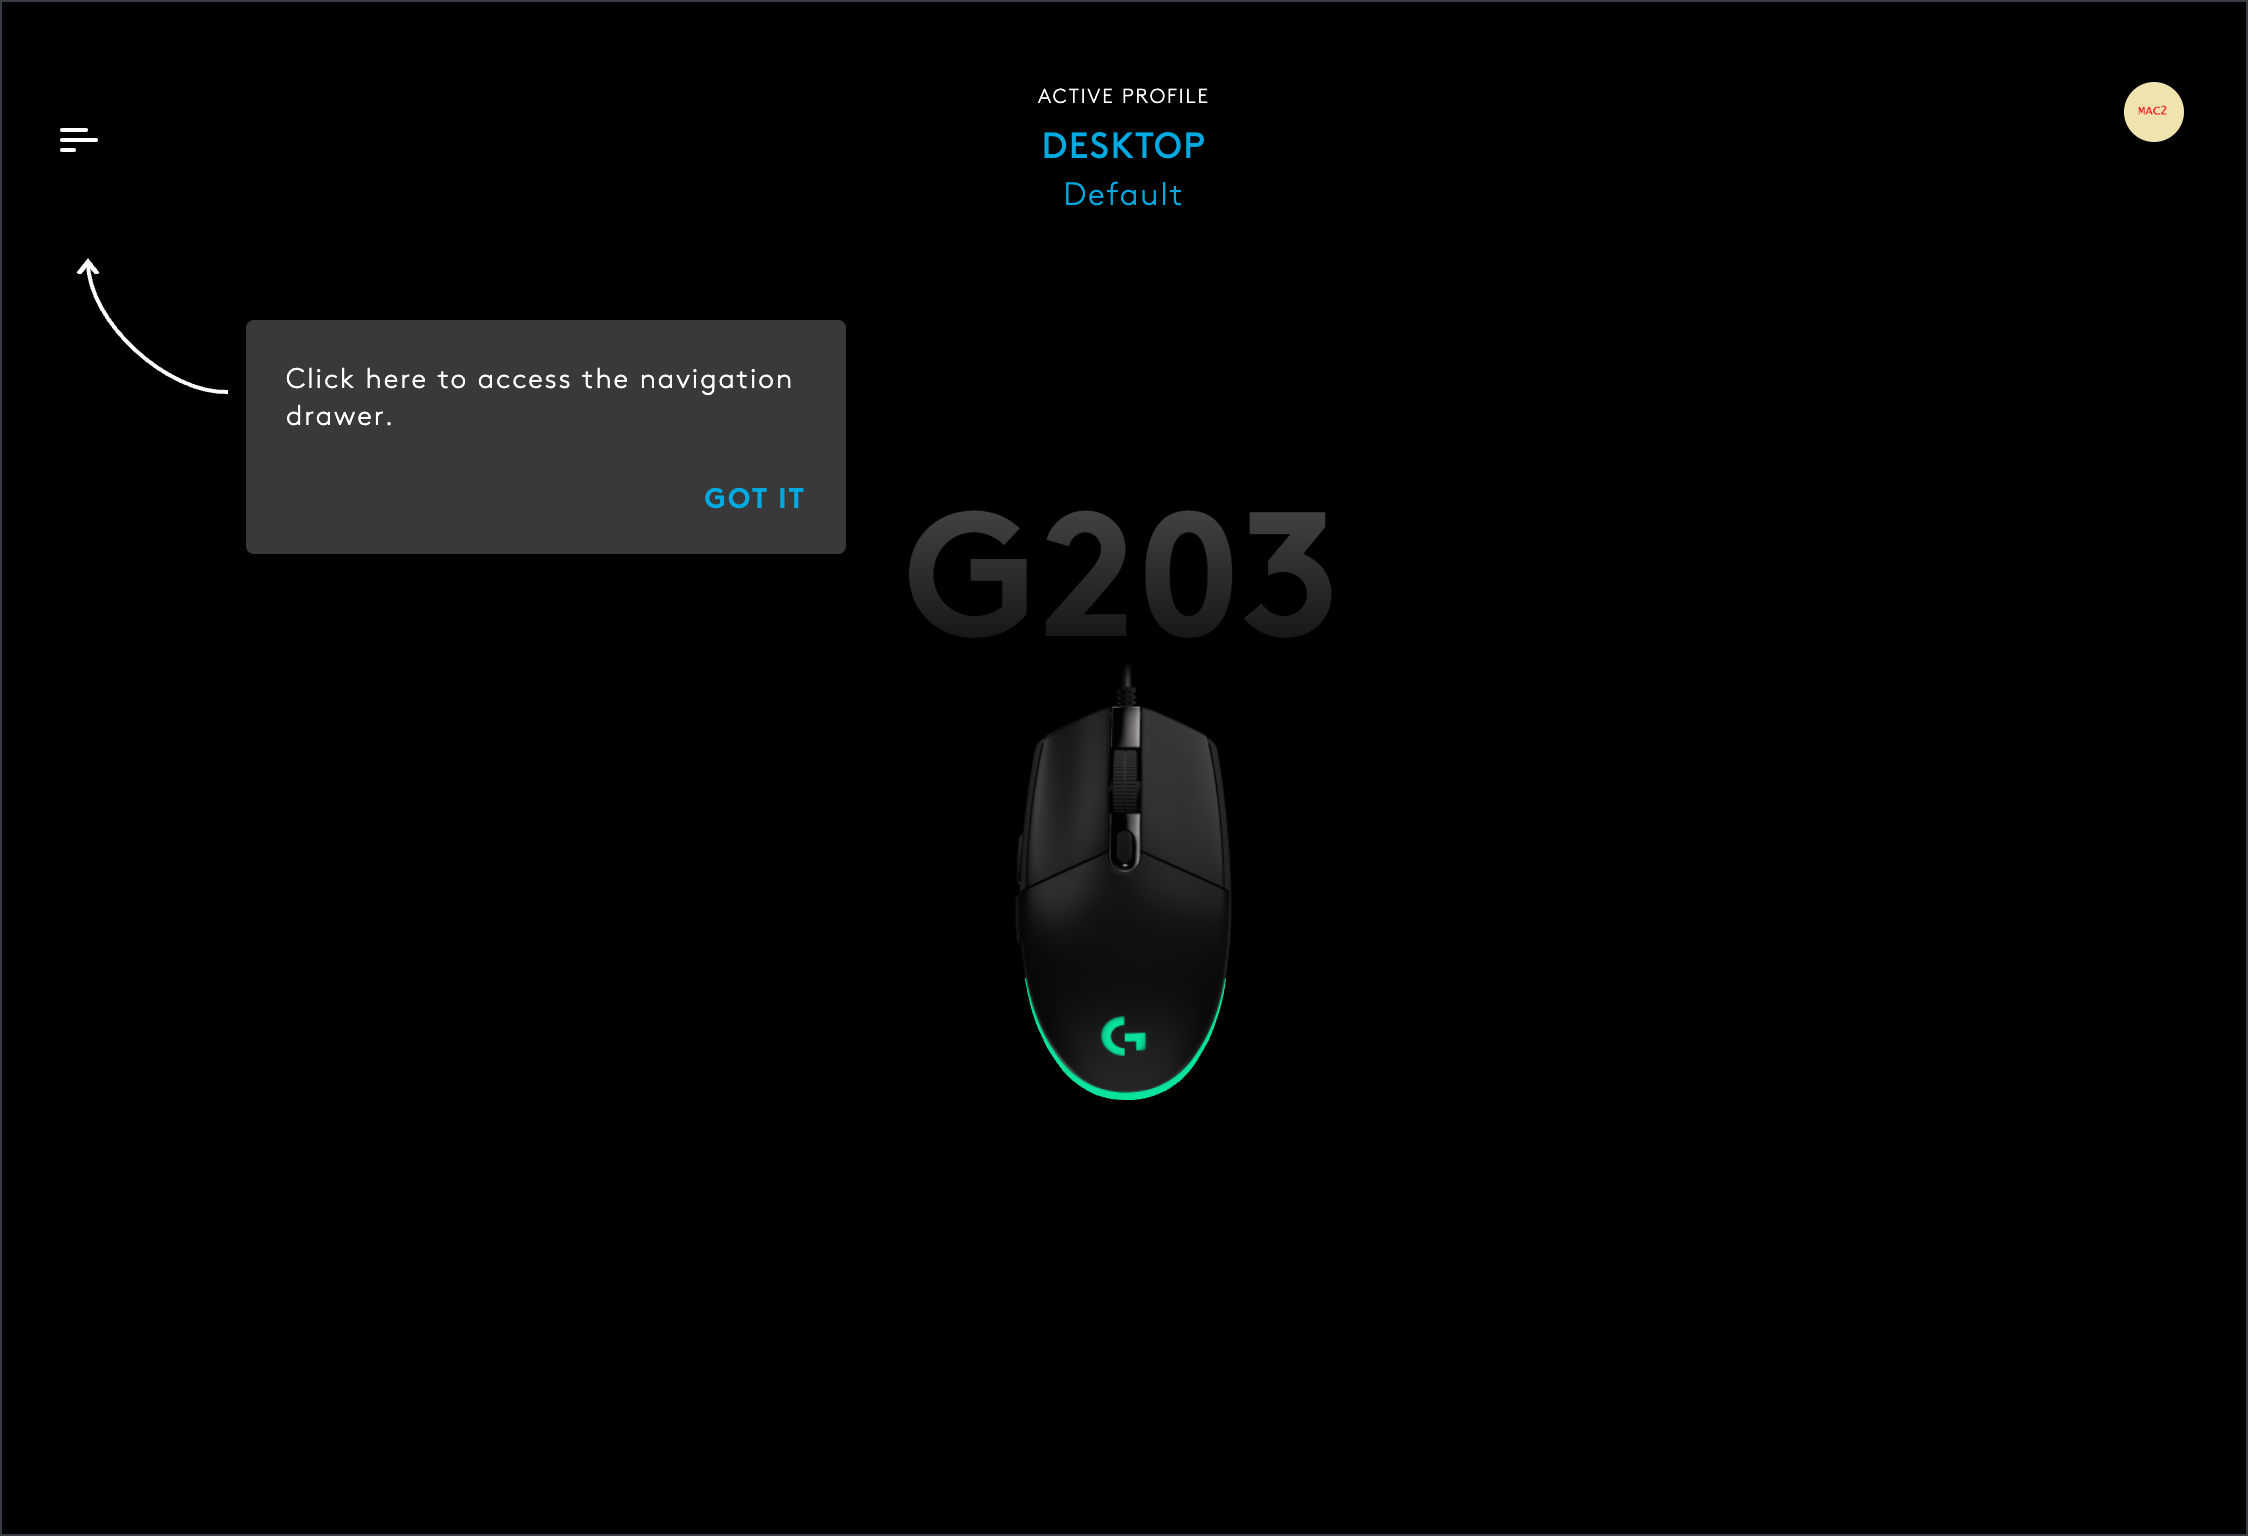 ACTIVE PROFILE
DESKTOP
Default
MAC2
Click here to access the navigation
drawer.
GOT IT
G203